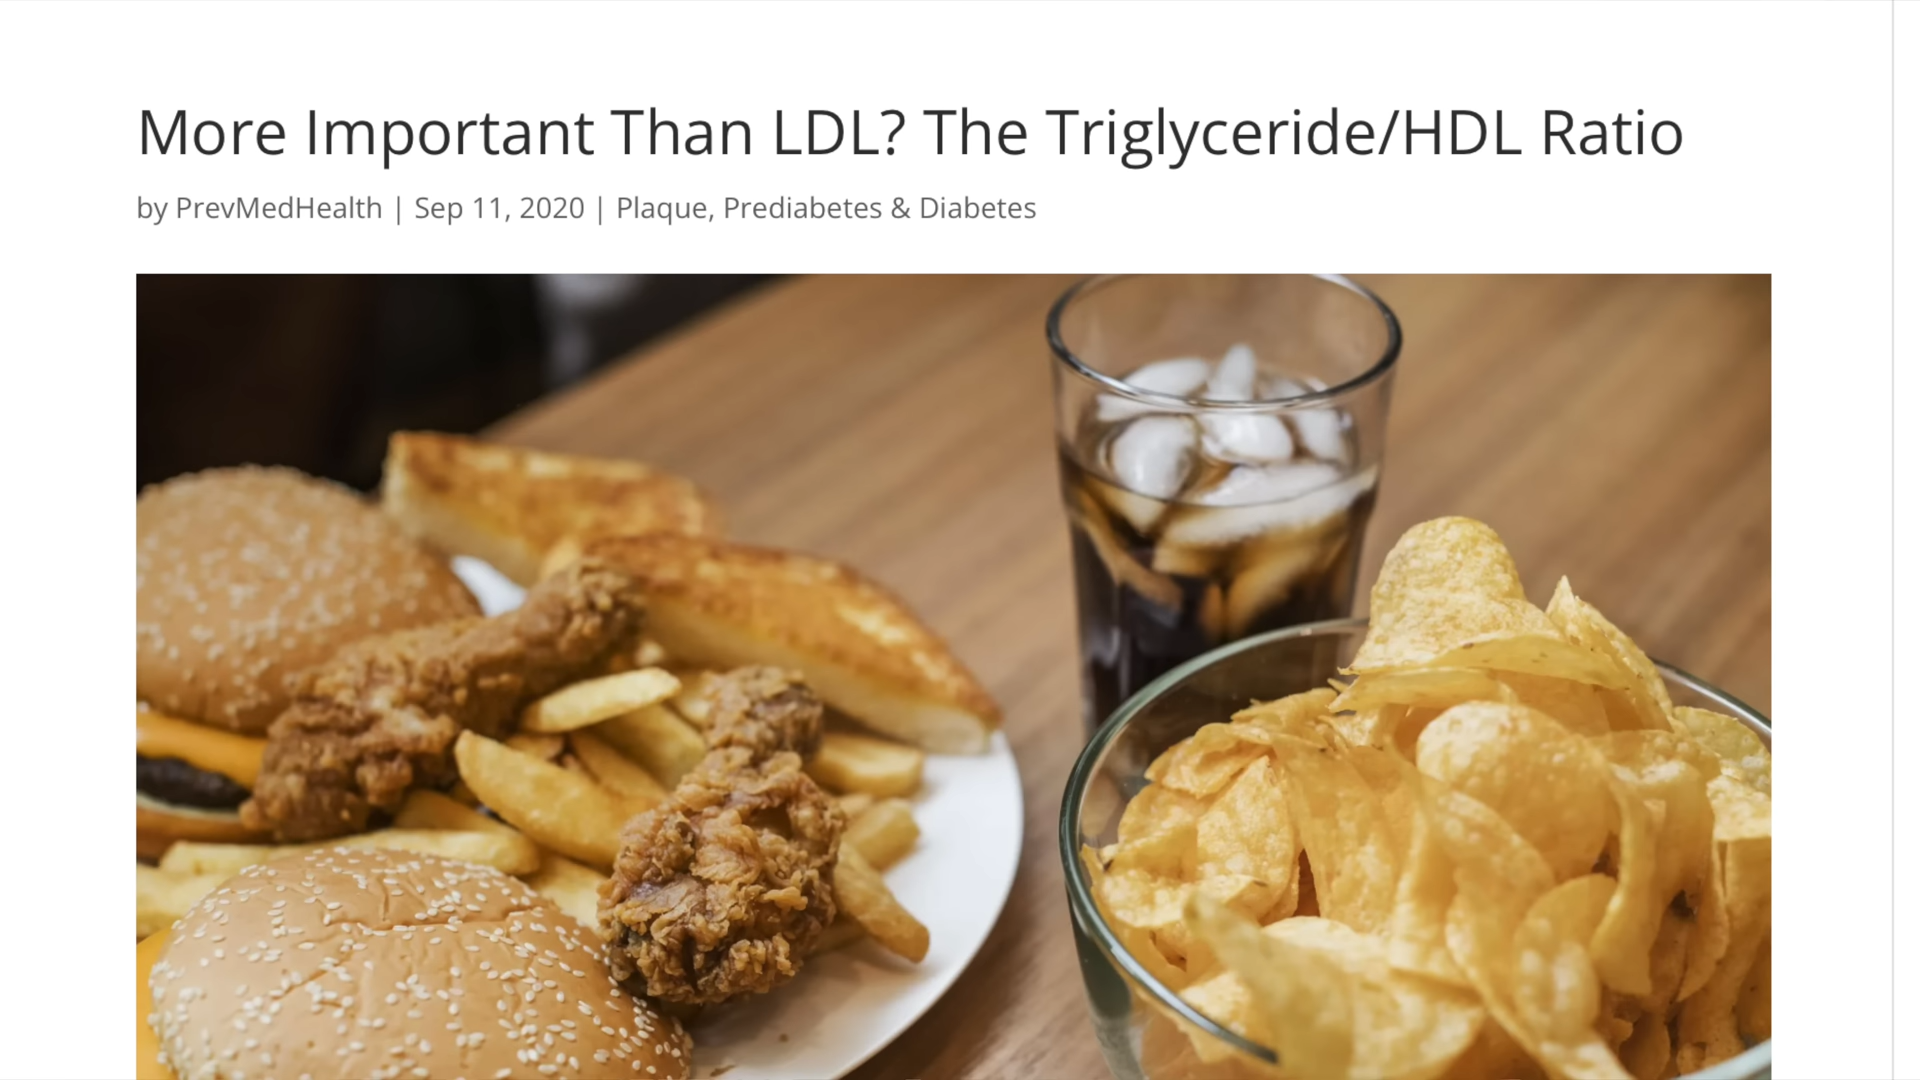 More Important Than LDL? The Triglyceride/HDL Ratio
by PrevMedHealth | Sep 11, 2020 | Plaque, Prediabetes & Diabetes